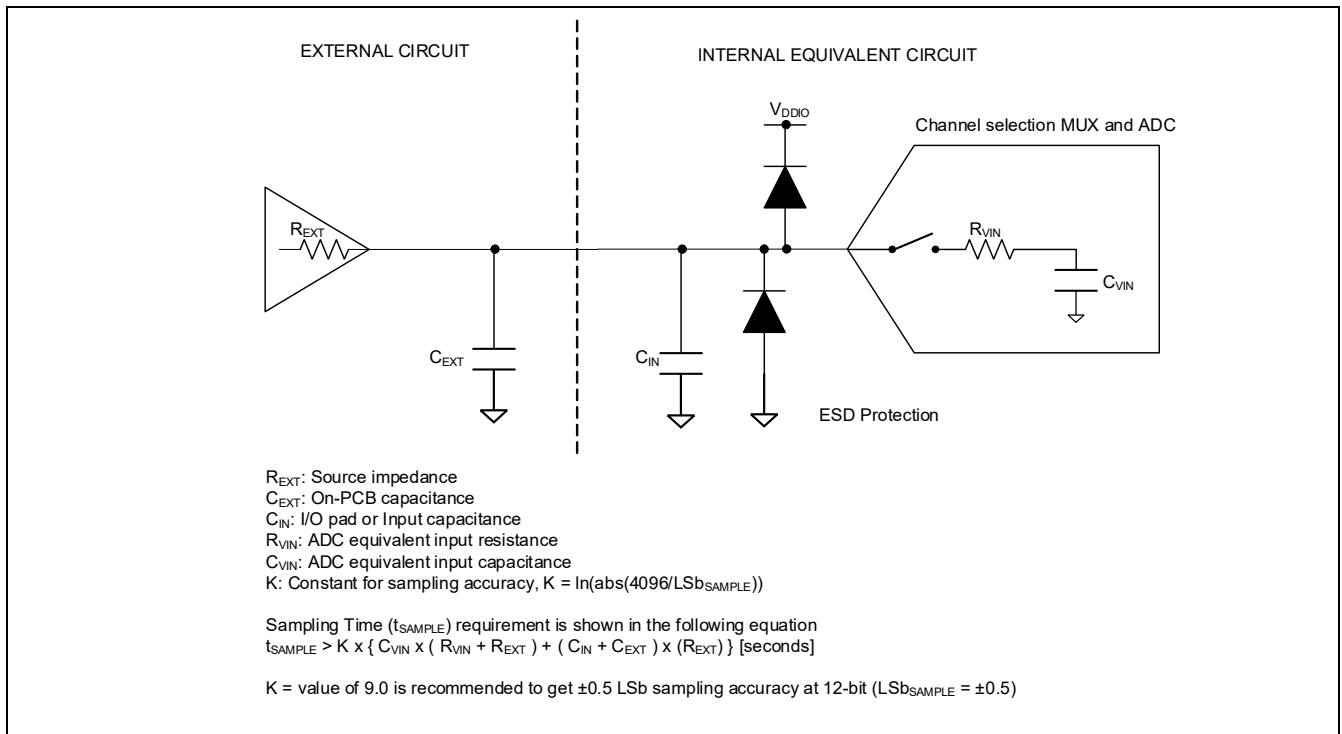 EXTERNAL CIRCUIT
INTERNAL EQUIVALENT CIRCUIT
VDDIO
Channel selection MUX and ADC
REXT
RVIN
CVIN
CEXT
CIN
ESD Protection
REXT: Source impedance
CEXT: On-PCB capacitance
CIN: I/O pad or Input capacitance
RVIN: ADC equivalent input resistance
CVIN: ADC equivalent input capacitance
K: Constant for sampling accuracy, K = ln(abs(4096/LSbSAMPLE))
Sampling Time (tSAMPLE) requirement is shown in the following equation
tSAMPLE > K x { CVIN x ( RVIN + REXT ) + ( CIN + CEXT ) x (REXT) } [seconds]
K = value of 9.0 is recommended to get ±0.5 LSb sampling accuracy at 12-bit (LSbSAMPLE = ±0.5)